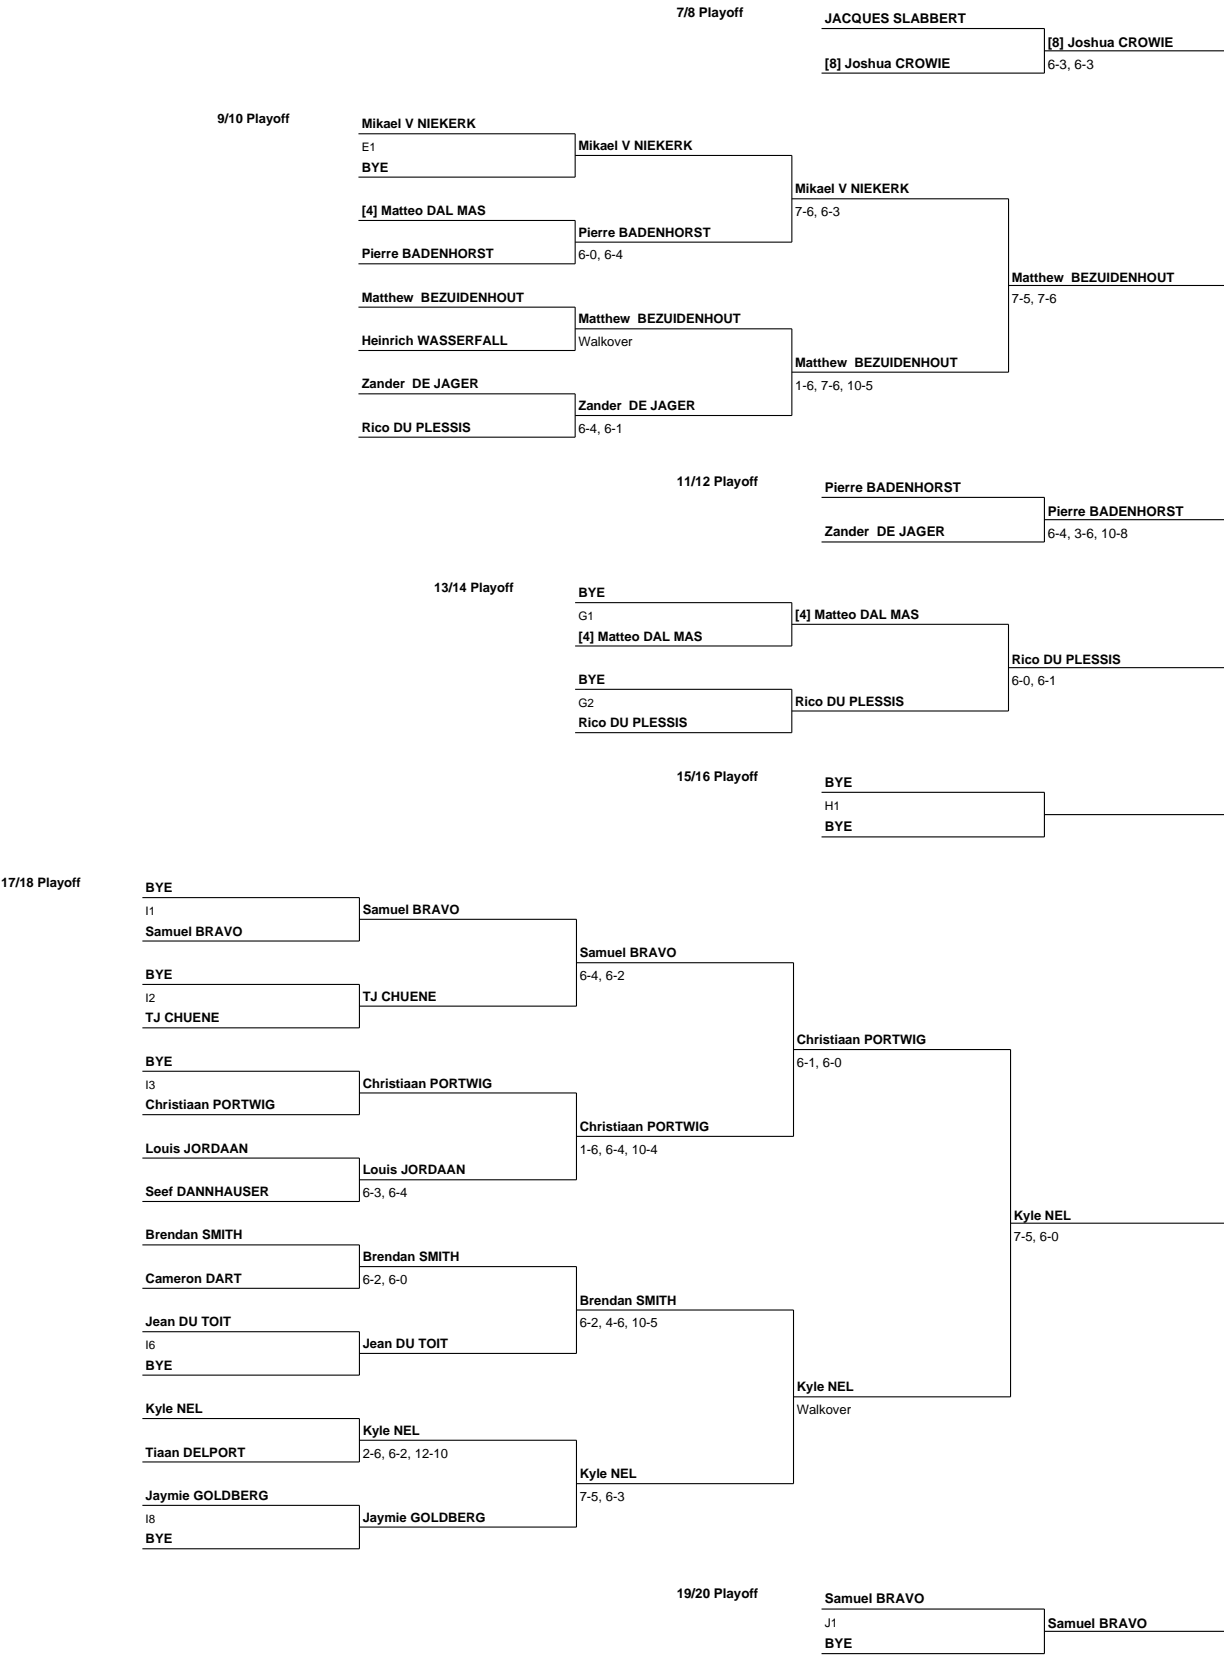 7/8 Playoff
JACQUES SLABBERT
[8] Joshua CROWIE
[8] Joshua CROWIE
6-3, 6-3
9/10 Playoff
Mikael V NIEKERK
E1
BYE
Mikael V NIEKERK
[4] Matteo DAL MAS
Pierre BADENHORST
Pierre BADENHORST
6-0, 6-4
Mikael V NIEKERK
7-6, 6-3
Matthew  BEZUIDENHOUT
Heinrich WASSERFALL
Matthew  BEZUIDENHOUT
Walkover
Zander  DE JAGER
Rico DU PLESSIS
Zander  DE JAGER
6-4, 6-1
Matthew  BEZUIDENHOUT
1-6, 7-6, 10-5
Matthew  BEZUIDENHOUT
7-5, 7-6
11/12 Playoff
Pierre BADENHORST
Zander  DE JAGER
Pierre BADENHORST
6-4, 3-6, 10-8
13/14 Playoff
BYE
G1
[4] Matteo DAL MAS
[4] Matteo DAL MAS
BYE
G2
Rico DU PLESSIS
Rico DU PLESSIS
Rico DU PLESSIS
6-0, 6-1
15/16 Playoff
BYE
H1
BYE
17/18 Playoff
BYE
I1
Samuel BRAVO
Samuel BRAVO
BYE
I2
TJ CHUENE
TJ CHUENE
Samuel BRAVO
6-4, 6-2
BYE
I3
Christiaan PORTWIG
Christiaan PORTWIG
Louis JORDAAN
Seef DANNHAUSER
Louis JORDAAN
6-3, 6-4
Christiaan PORTWIG
1-6, 6-4, 10-4
Christiaan PORTWIG
6-1, 6-0
Brendan SMITH
Cameron DART
Brendan SMITH
6-2, 6-0
Jean DU TOIT
I6
BYE
Jean DU TOIT
Brendan SMITH
6-2, 4-6, 10-5
Kyle NEL
Tiaan DELPORT
Kyle NEL
2-6, 6-2, 12-10
Jaymie GOLDBERG
I8
BYE
Jaymie GOLDBERG
Kyle NEL
7-5, 6-3
Kyle NEL
Walkover
Kyle NEL
7-5, 6-0
19/20 Playoff
Samuel BRAVO
J1
BYE
Samuel BRAVO